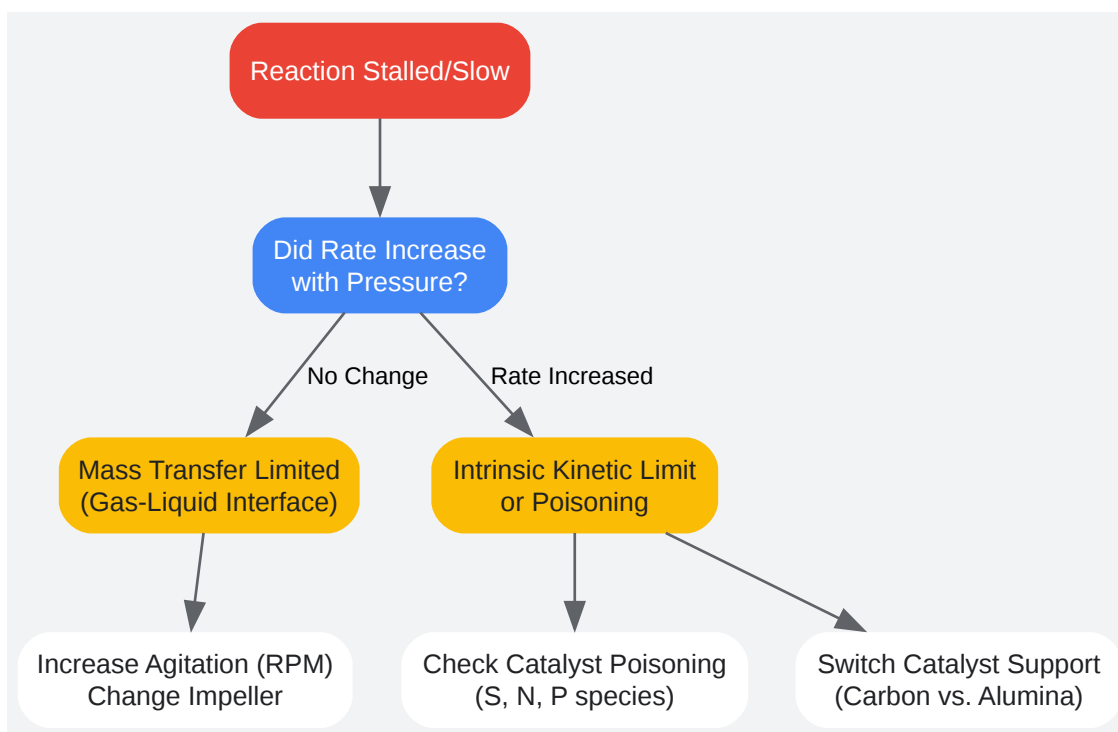 Reaction Stalled/Slow
Did Rate Increase
with Pressure?
No Change
Rate Increased
Mass Transfer Limited
(Gas-Liquid Interface)
Intrinsic Kinetic Limit
or Poisoning
Increase Agitation (RPM)
Change Impeller
Check Catalyst Poisoning
(S, N, P species)
Switch Catalyst Support
(Carbon vs. Alumina)